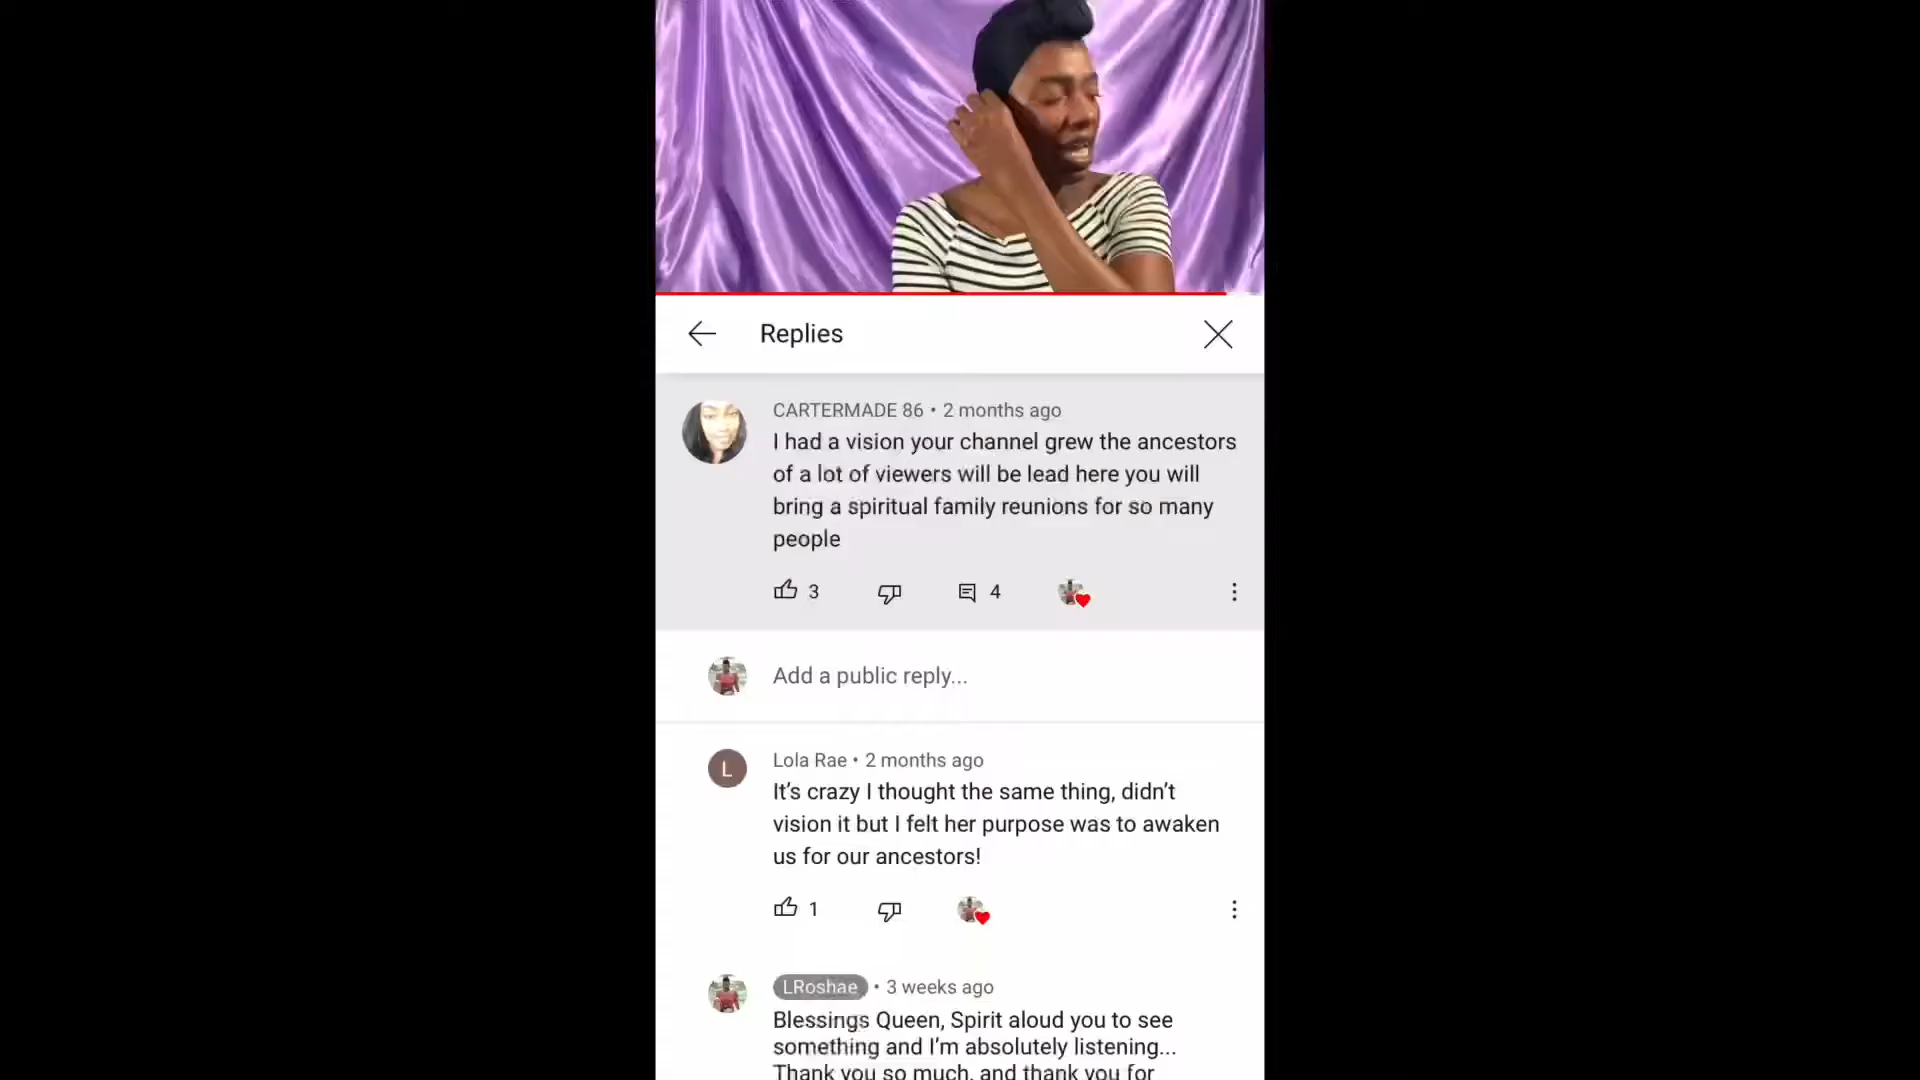 Replies
CARTERMADE 86 • 2 months ago
I had a vision your channel grew the ancestors
of a lot of viewers will be lead here you will
bring a spiritual family reunions for so many
people
3
4
Add a public reply...
L
Lola Rae • 2 months ago
It's crazy I thought the same thing, didn't
vision it but I felt her purpose was to awaken
us for our ancestors!
1
LRoshae • 3 weeks ago
Blessings Queen, Spirit aloud you to see
something and I'm absolutely listening...
Thank you so much, and thank you for